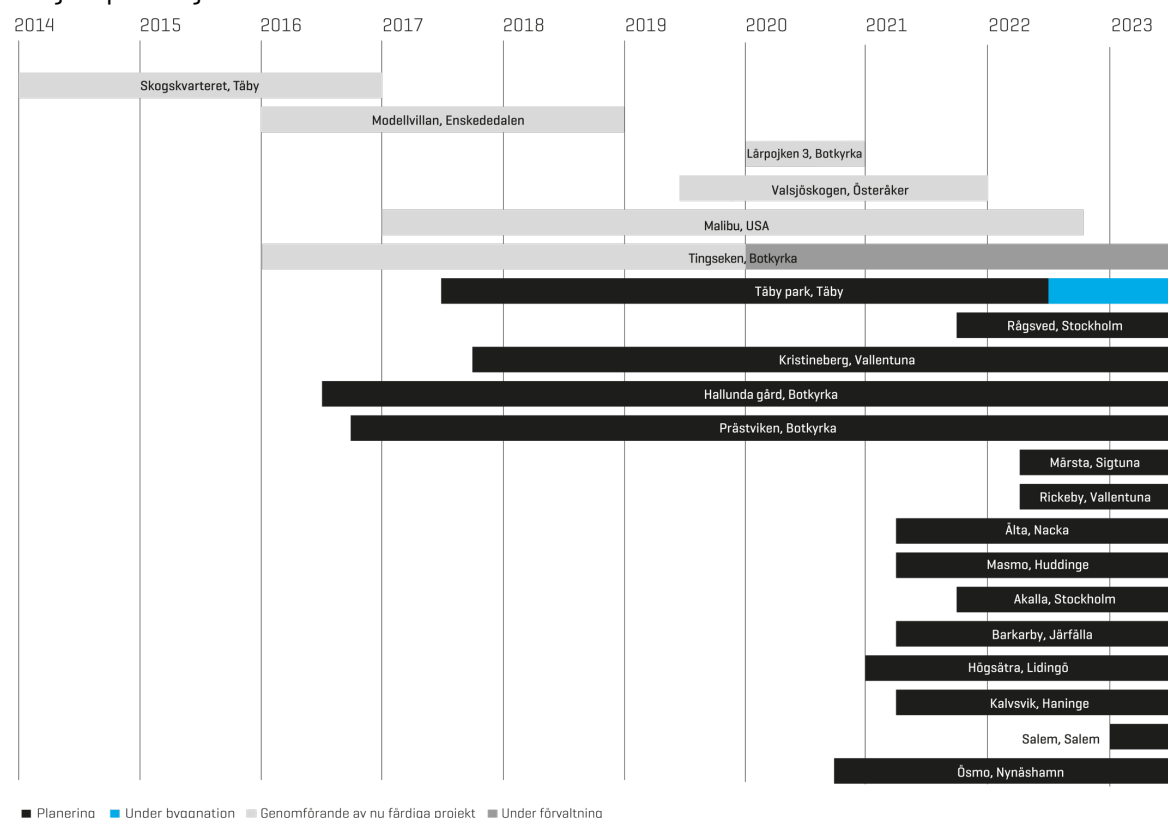 2014 2015 2016 2017 2018 2019 2020 2021 2022 2023
Skogskvarteret, Täby
Modellvillan, Enskededalen
Lärpojken 3, Botkyrka
Valsjöskogen, Österåker
Malibu, USA
Tingseken, Botkyrka
Täby park, Täby
Rågsved, Stockholm
Kristineberg, Vallentuna
Hallunda gård, Botkyrka
Prästviken, Botkyrka
Märsta, Sigtuna
Rickeby, Vallentuna
Älta, Nacka
Masmo, Huddinge
Akalla, Stockholm
Barkarby, Järfälla
Högsätra, Lidingö
Kalvsvik, Haninge
Salem, Salem
Ösmo, Nynäshamn
Planering Under byggnation Genomförande av nu färdiga projekt Under förvaltning